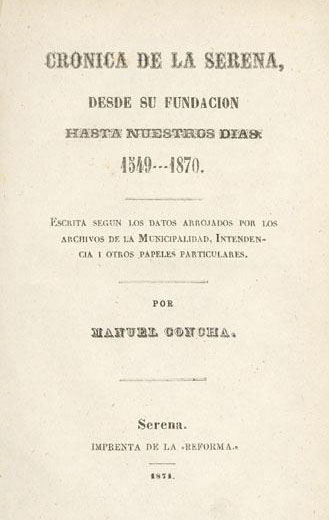 CRONICA DE LA SERENA,
DESDE SU FUNDACION
HASTA NUESTROS DIAS.
1549---1870.
ESCRITA SEGUN LOS DATOS ARROJADOS POR LOS
ARCHIVOS DE LA MUNICIPALIDAD, INTENDEN-
CIA I OTROS PAPELES PARTICULARES.
POR
MANUEL CONCHA.
Serena.
IMPRENTA DE LA «REFORMA.»
1871.